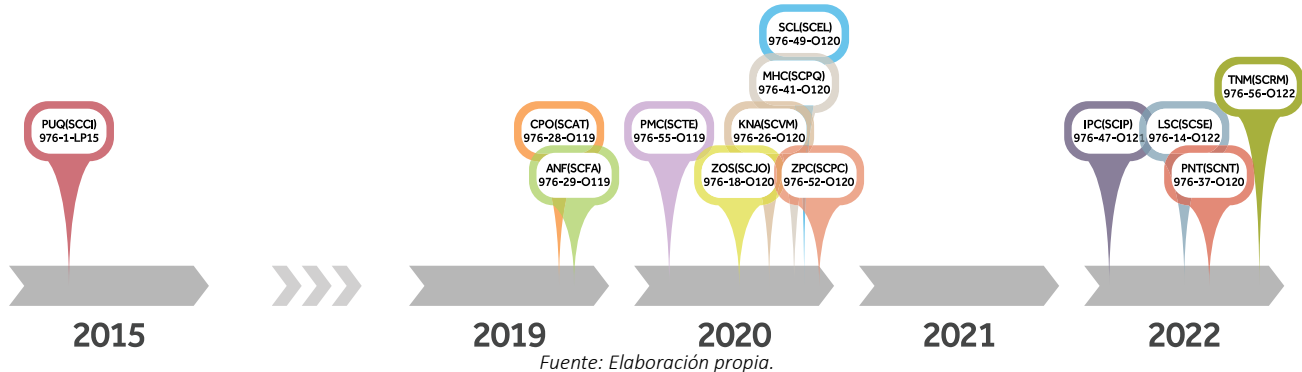 SCL(SCEL)
976-49-O120
MHC(SCPQ)
976-41-O120
TNM(SCRM)
976-56-O122
PUQ(SCCI)
976-1-LP15
CPO(SCAT)
976-28-O119
PMC(SCTE)
976-55-O119
KNA(SCVM)
976-26-O120
IPC(SCIP)
976-47-O121
LSC(SCSE)
976-14-O122
ANF(SCFA)
976-29-O119
ZOS(SCJO)
976-18-O120
ZPC(SCPC)
976-52-O120
PNT(SCNT)
976-37-O120
2015
2019
2020
2021
2022
Fuente: Elaboración propia.